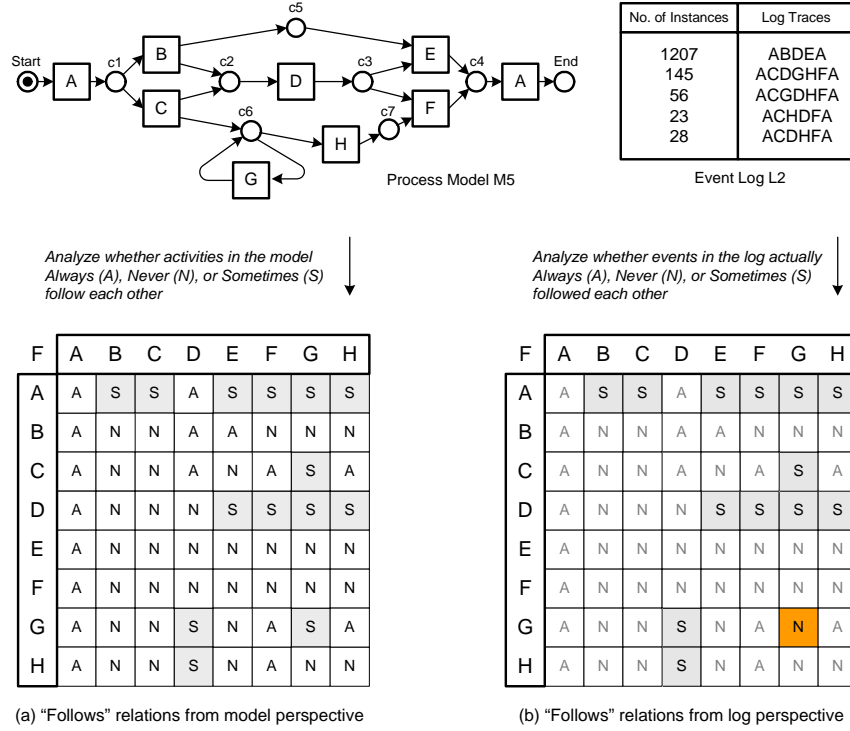 Start
A
c1
B
C
c2
D
c5
c3
E
F
c4
A
End
c6
G
H
c7
Process Model M5
No. of Instances Log Traces
1207 ABDEA
145 ACDGHFA
56 ACGDHFA
23 ACHDFA
28 ACDHFA
Event Log L2
Analyze whether activities in the model
Always (A), Never (N), or Sometimes (S)
follow each other
Analyze whether events in the log actually
Always (A), Never (N), or Sometimes (S)
followed each other
F A B C D E F G H
A A S S A S S S S
B A N N A A N N N
C A N N A N A S A
D A N N N S S S S
E A N N N N N N N
F A N N N N N N N
G A N N S N A S A
H A N N S N A N N
(a) "Follows" relations from model perspective
F A B C D E F G H
A A S S A S S S S
B A N N A A N N N
C A N N A N A S A
D A N N N S S S S
E A N N N N N N N
F A N N N N N N N
G A N N S N A N A
H A N N S N A N N
(b) "Follows" relations from log perspective